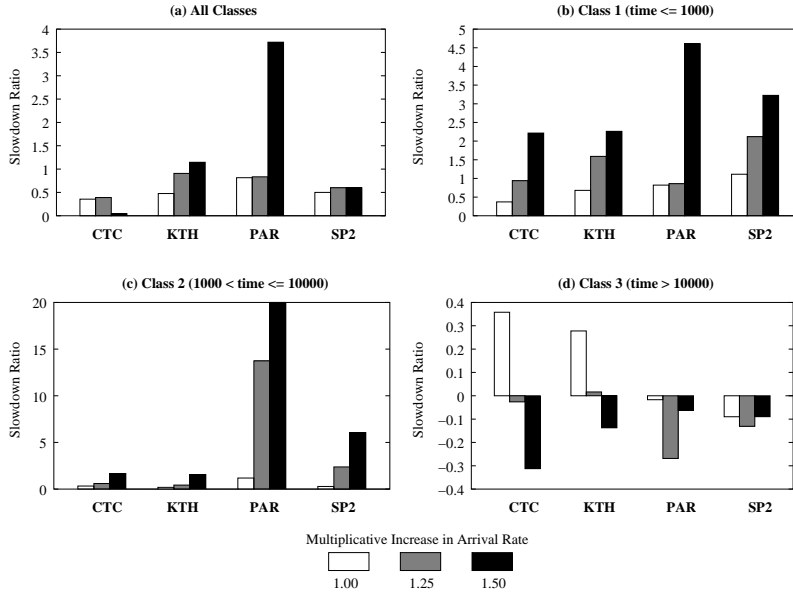 (a) All Classes
Slowdown Ratio
4
3.5
3
2.5
2
1.5
1
0.5
0
CTC KTH PAR SP2
(b) Class 1 (time <= 1000)
Slowdown Ratio
5
4.5
4
3.5
3
2.5
2
1.5
1
0.5
0
CTC KTH PAR SP2
(c) Class 2 (1000 < time <= 10000)
Slowdown Ratio
20
15
10
5
0
CTC KTH PAR SP2
(d) Class 3 (time > 10000)
Slowdown Ratio
0.4
0.3
0.2
0.1
0
−0.1
−0.2
−0.3
−0.4
CTC KTH PAR SP2
Multiplicative Increase in Arrival Rate
1.00 1.25 1.50